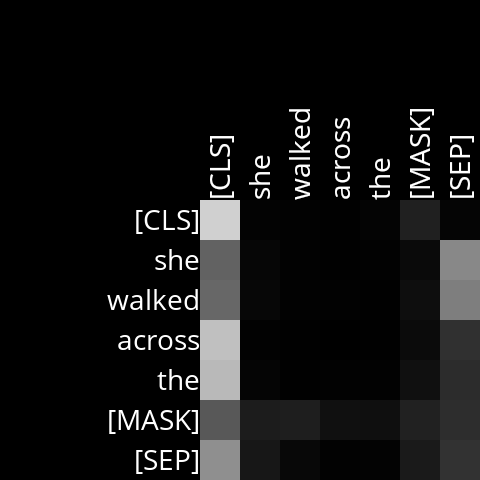 [CLS] she walked across the [MASK] [SEP]
[CLS]
she
walked
across
the
[MASK]
[SEP]